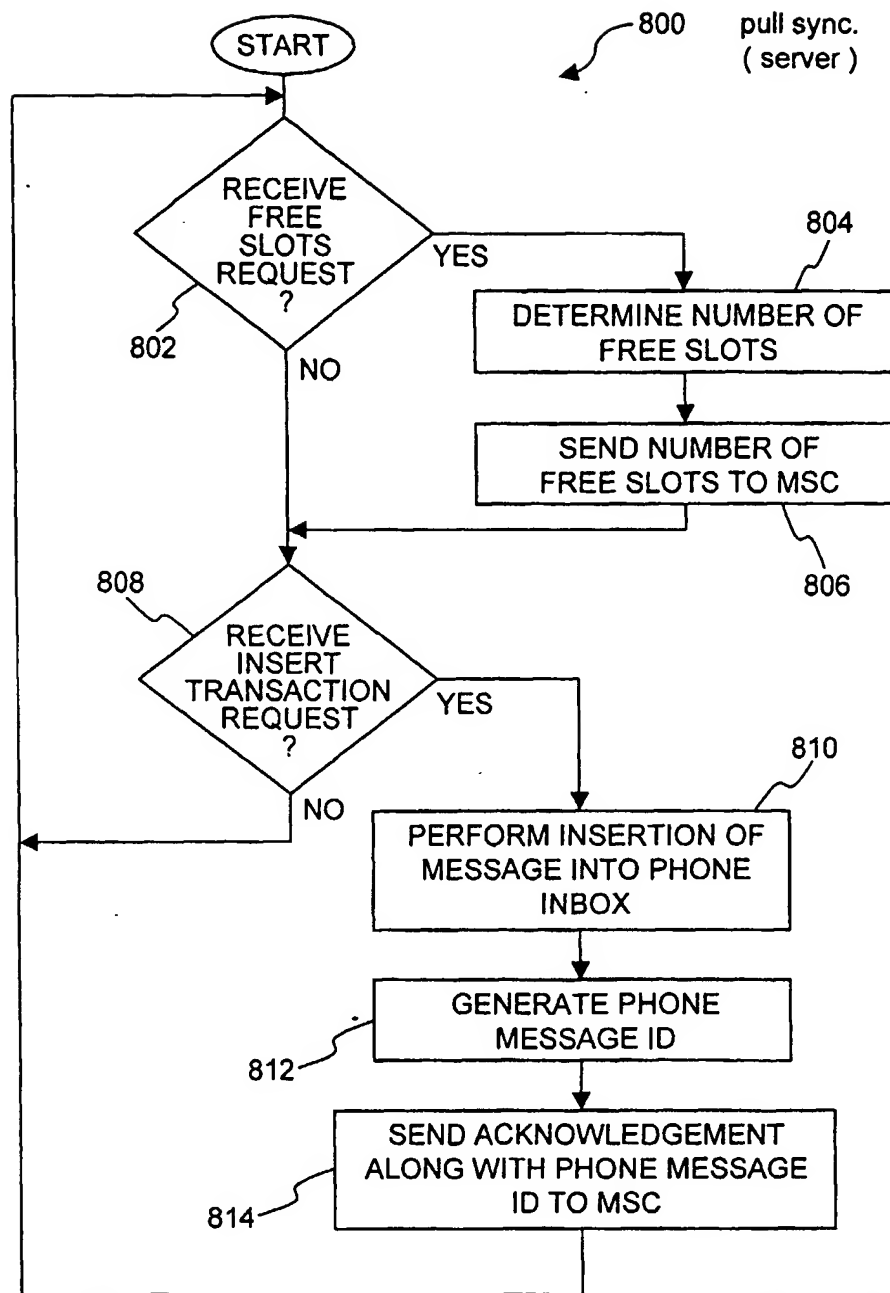 START
800
pull sync.
( server )
RECEIVE
FREE
SLOTS
REQUEST
?
802
YES
NO
804
DETERMINE NUMBER OF
FREE SLOTS
SEND NUMBER OF
FREE SLOTS TO MSC
806
808
RECEIVE
INSERT
TRANSACTION
REQUEST
?
YES
NO
810
PERFORM INSERTION OF
MESSAGE INTO PHONE
INBOX
GENERATE PHONE
MESSAGE ID
812
SEND ACKNOWLEDGEMENT
ALONG WITH PHONE MESSAGE
ID TO MSC
814